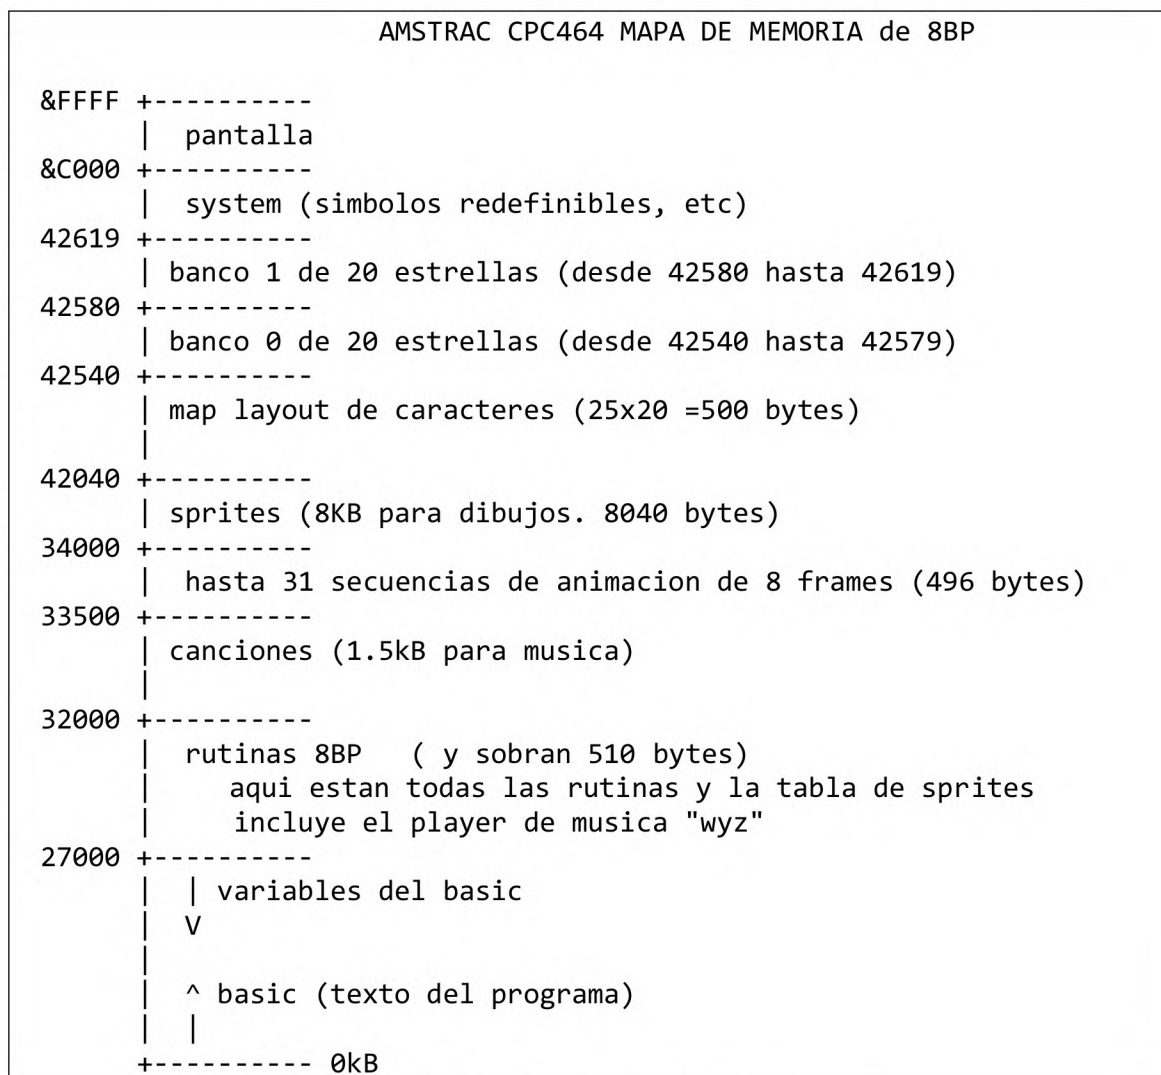 AMSTRAC CPC464 MAPA DE MEMORIA de 8BP
&FFFF +----------
| pantalla
&C000 +----------
| system (simbolos redefinibles, etc)
42619 +----------
| banco 1 de 20 estrellas (desde 42580 hasta 42619)
42580 +----------
| banco 0 de 20 estrellas (desde 42540 hasta 42579)
42540 +----------
| map layout de caracteres (25x20 =500 bytes)
|
42040 +----------
| sprites (8KB para dibujos. 8040 bytes)
34000 +----------
| hasta 31 secuencias de animacion de 8 frames (496 bytes)
33500 +----------
| canciones (1.5kB para musica)
|
32000 +----------
| rutinas 8BP ( y sobran 510 bytes)
| aqui estan todas las rutinas y la tabla de sprites
| incluye el player de musica "wyz"
27000 +----------
| | variables del basic
| V
|
| ^ basic (texto del programa)
| |
+---------- 0kB